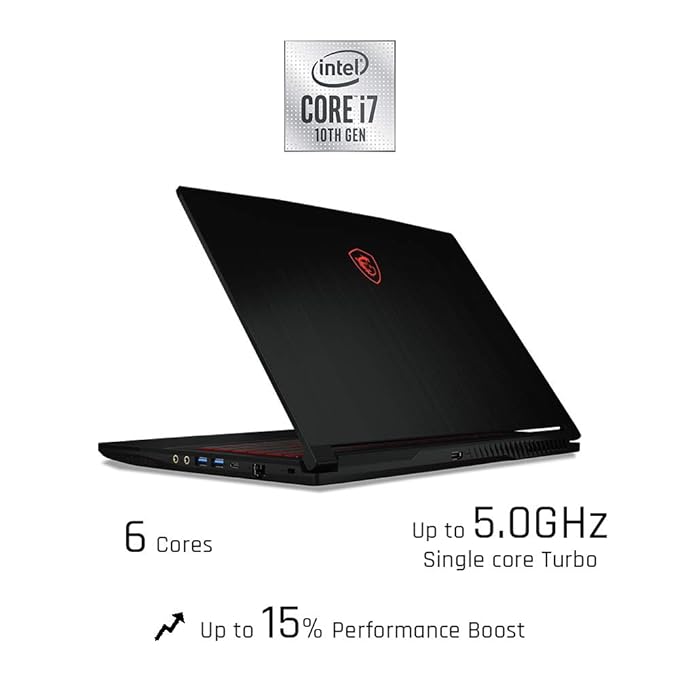 intel
CORE i7
10TH GEN
6 Cores
Up to 5.0GHz
Single core Turbo
Up to 15% Performance Boost